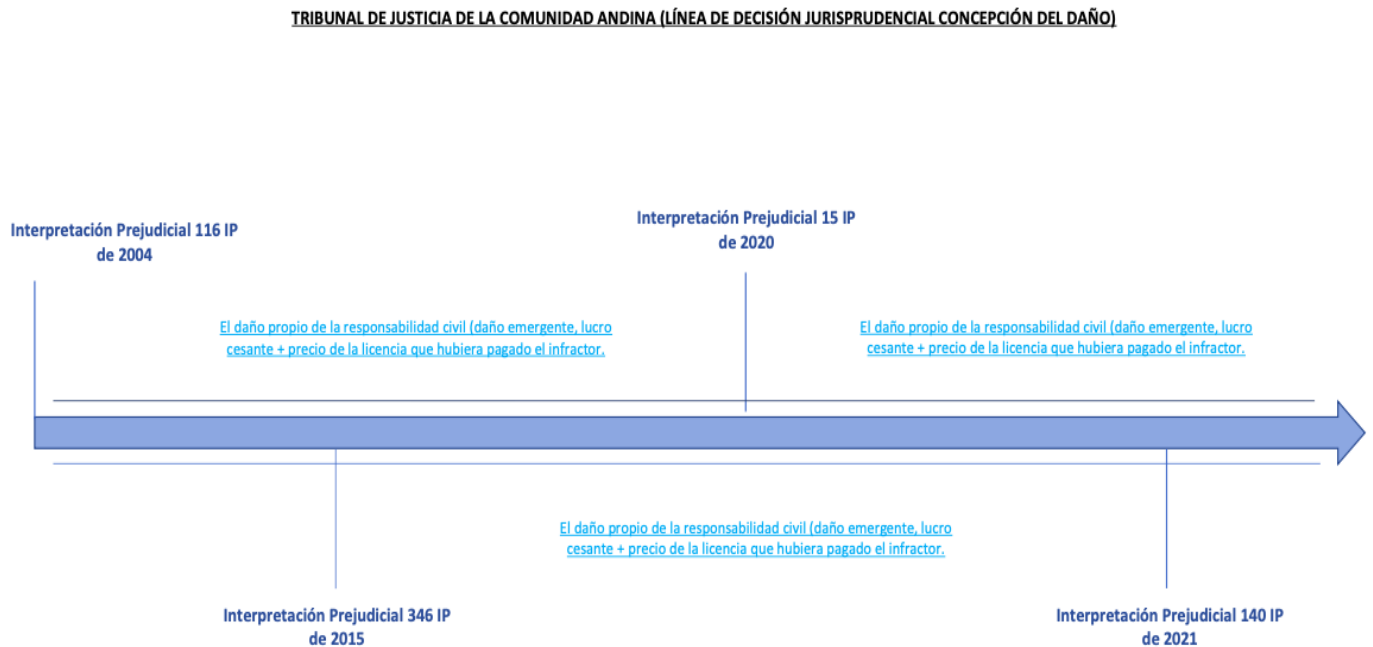 TRIBUNAL DE JUSTICIA DE LA COMUNIDAD ANDINA (LÍNEA DE DECISIÓN JURISPRUDENCIAL CONCEPCIÓN DEL DAÑO)
Interpretación Prejudicial 116 IP
de 2004
Interpretación Prejudicial 15 IP
de 2020
El daño propio de la responsabilidad civil (daño emergente, lucro
cesante + precio de la licencia que hubiera pagado el infractor.
El daño propio de la responsabilidad civil (daño emergente, lucro
cesante + precio de la licencia que hubiera pagado el infractor.
El daño propio de la responsabilidad civil (daño emergente, lucro
cesante + precio de la licencia que hubiera pagado el infractor.
Interpretación Prejudicial 346 IP
de 2015
Interpretación Prejudicial 140 IP
de 2021